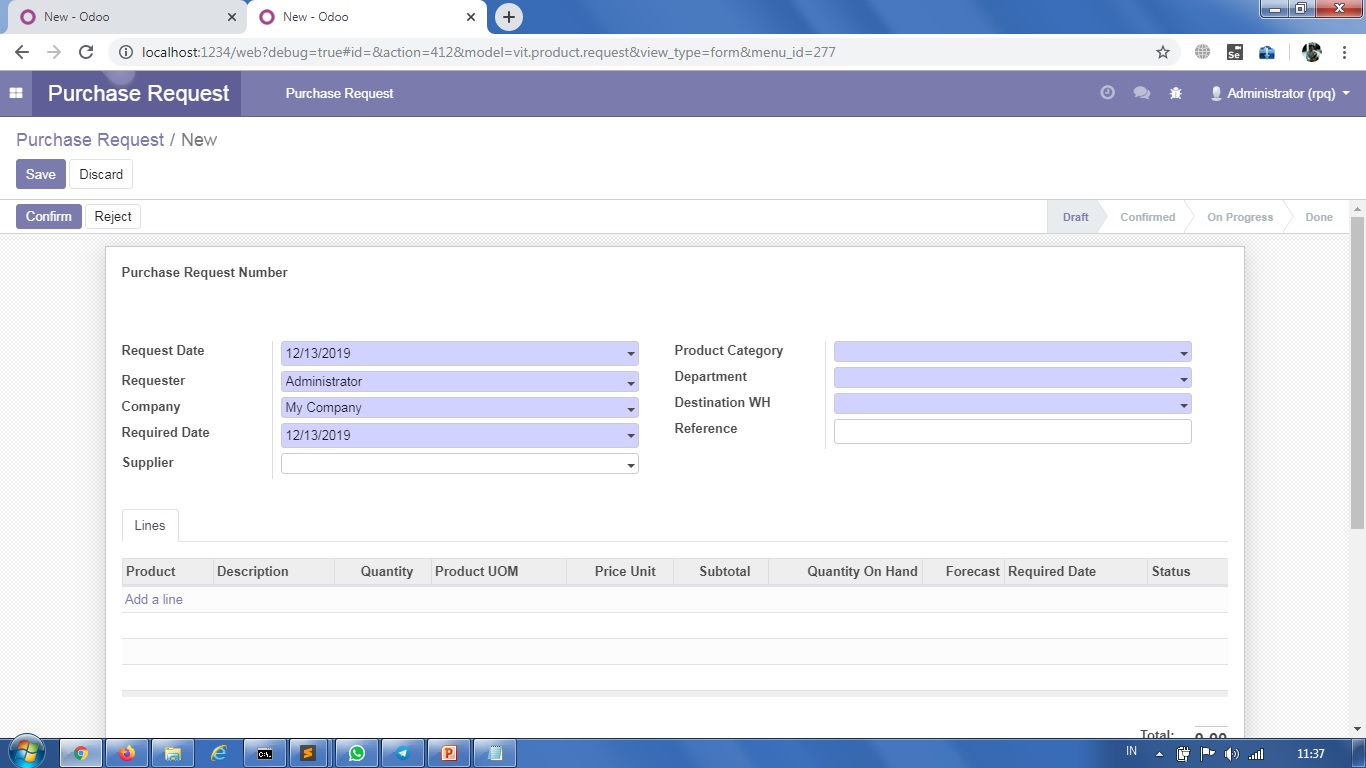 New - Odoo
New - Odoo
localhost:1234/web?debug=true#id=&action=412&model=vit.product.request&view_type=form&menu_id=277
Se
Purchase Request
Purchase Request
Administrator (rpq)
Purchase Request / New
Save
Discard
Confirm
Reject
Draft
Confirmed
On Progress
Done
Purchase Request Number
Request Date
12/13/2019
Product Category
Requester
Administrator
Department
Company
My Company
Destination WH
Required Date
12/13/2019
Reference
Supplier
Lines
Product
Description
Quantity
Product UOM
Price Unit
Subtotal
Quantity On Hand
Forecast
Required Date
Status
Add a line
Total:
0.00
IN
11:37